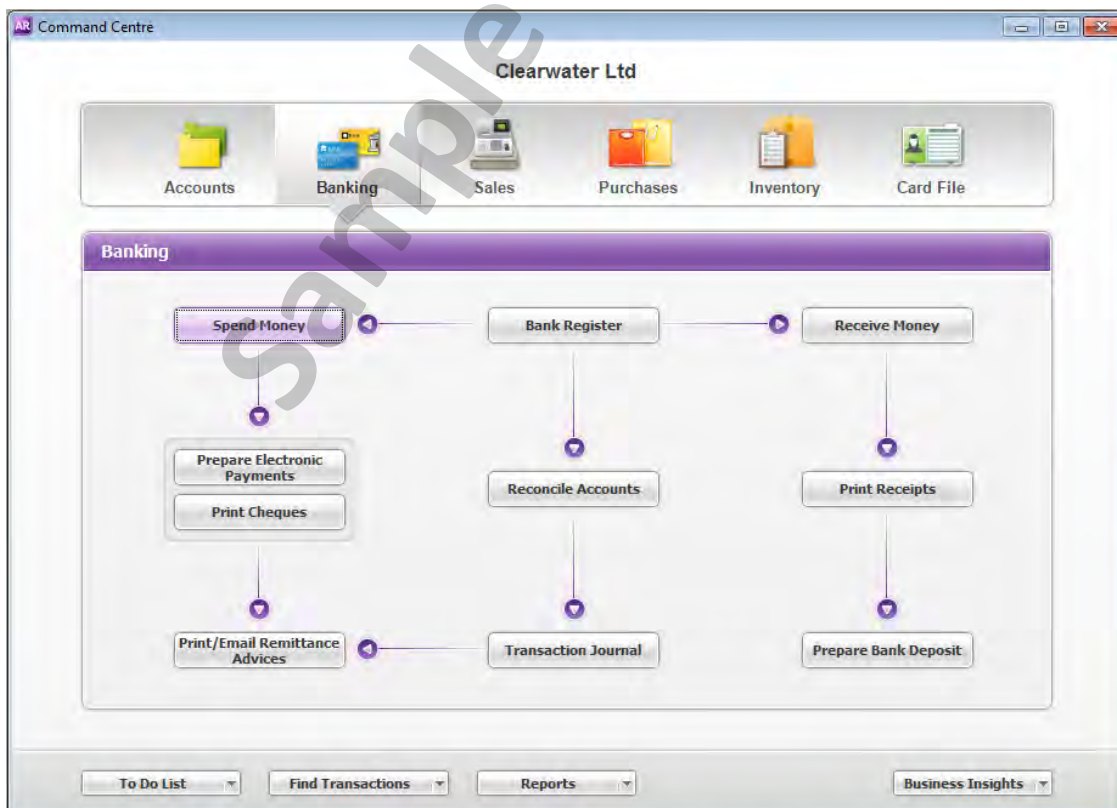 AR Command Centre
Clearwater Ltd
Accounts Banking Sales Purchases Inventory Card File
Banking
Spend Money Bank Register Receive Money
Prepare Electronic
Payments
Print Cheques
Reconcile Accounts Print Receipts
Print/Email Remittance
Advices
Transaction Journal Prepare Bank Deposit
To Do List Find Transactions Reports Business Insights
Sample